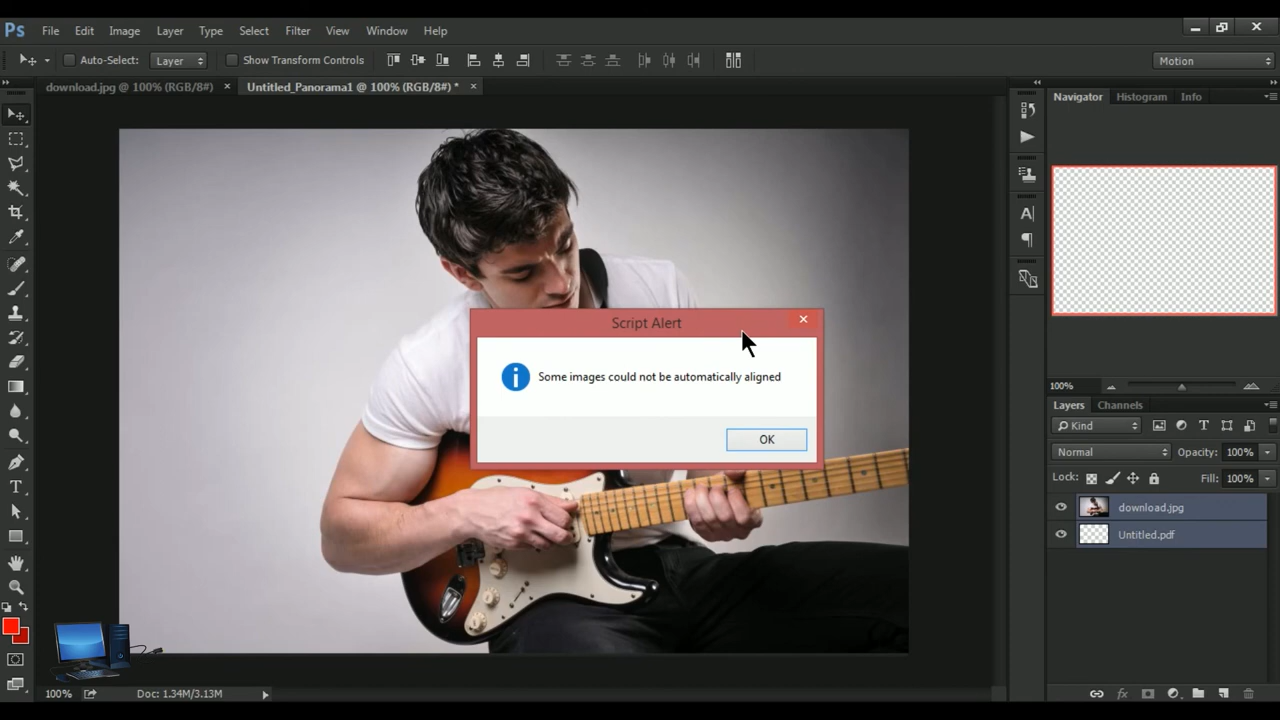 Ps File Edit Image Layer Type Select Filter View Window Help
Auto-Select: Layer Show Transform Controls Motion
download.jpg @ 100% (RGB/8#) × Untitled_Panorama1 @ 100% (RGB/8#) * ×
Navigator Histogram Info
Script Alert
Some images could not be automatically aligned
OK
100%
Layers Channels
Kind
Normal Opacity: 100%
Lock: Fill: 100%
download.jpg
Untitled.pdf
100% Doc: 1.34M/3.13M